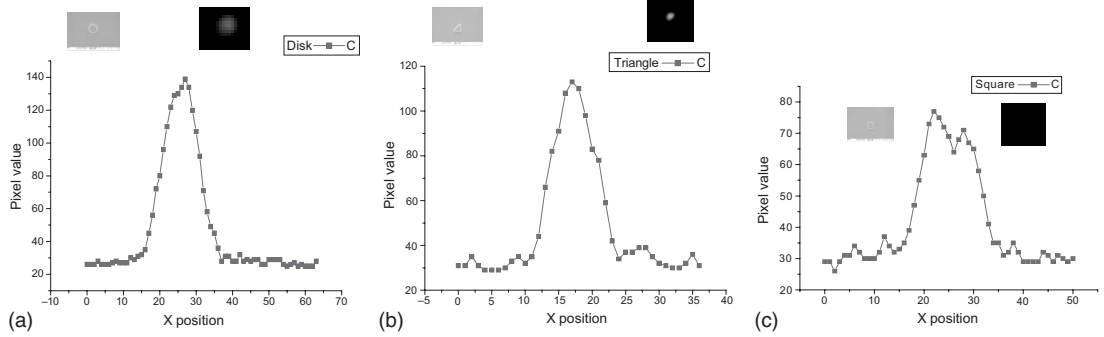 Disk C
140
120
100
80
60
40
20
Pixel value
−10 0 10 20 30 40 50 60 70
X position
(a)
Triangle C
120
100
80
60
40
20
Pixel value
−5 0 5 10 15 20 25 30 35 40
X position
(b)
Square C
80
70
60
50
40
30
20
Pixel value
0 10 20 30 40 50
X position
(c)